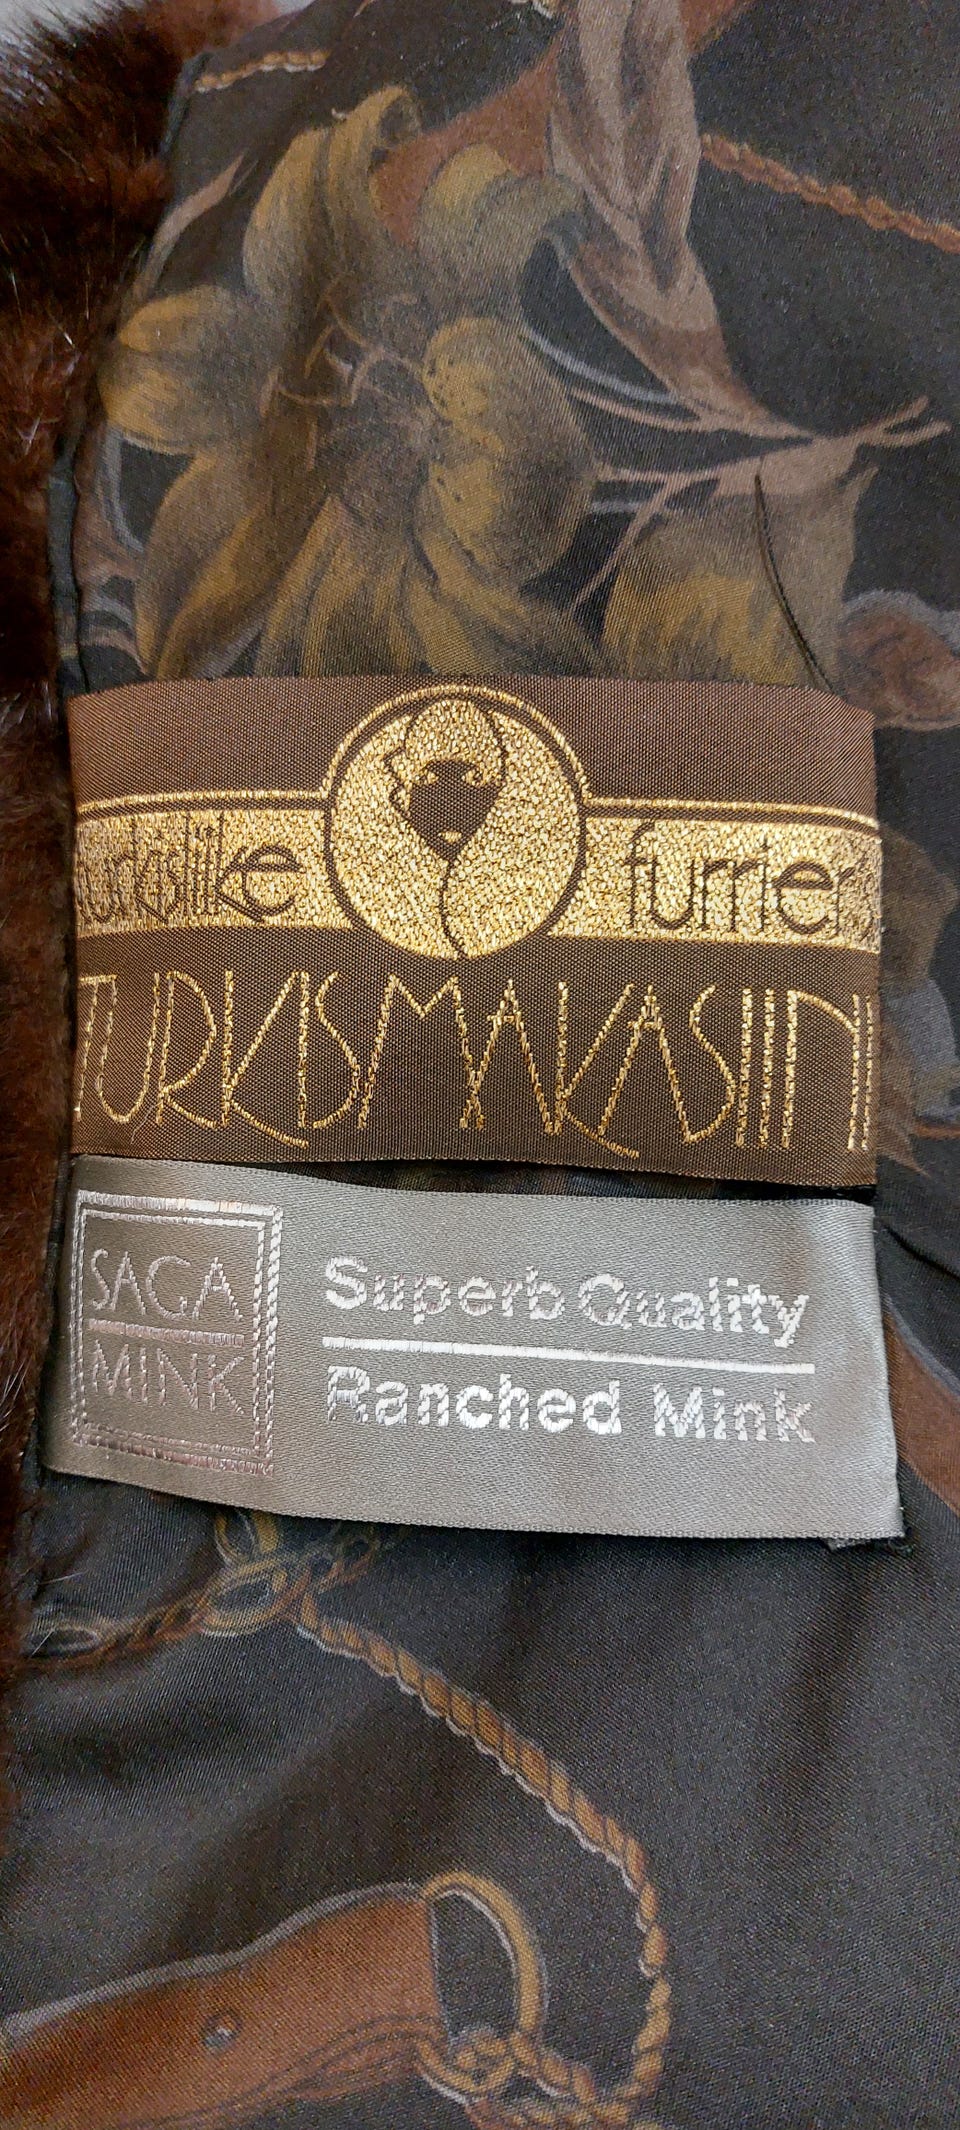 turkisliike furrier
TURKISMAKASIINI
SAGA
MINK
Superb Quality
Ranched Mink